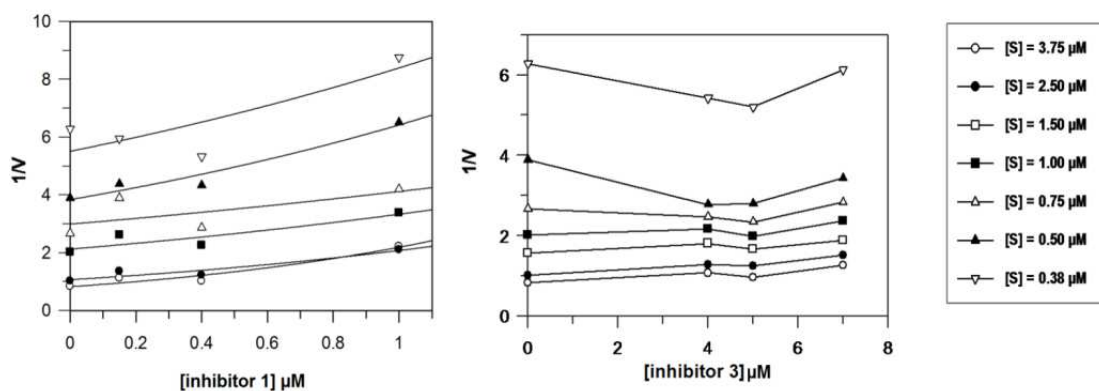 10
8
6
4
2
0
1/V
0 0.2 0.4 0.6 0.8 1
[inhibitor 1] µM
6
4
2
0
1/V
0 2 4 6 8
[inhibitor 3]µM
[S] = 3.75 µM
[S] = 2.50 µM
[S] = 1.50 µM
[S] = 1.00 µM
[S] = 0.75 µM
[S] = 0.50 µM
[S] = 0.38 µM